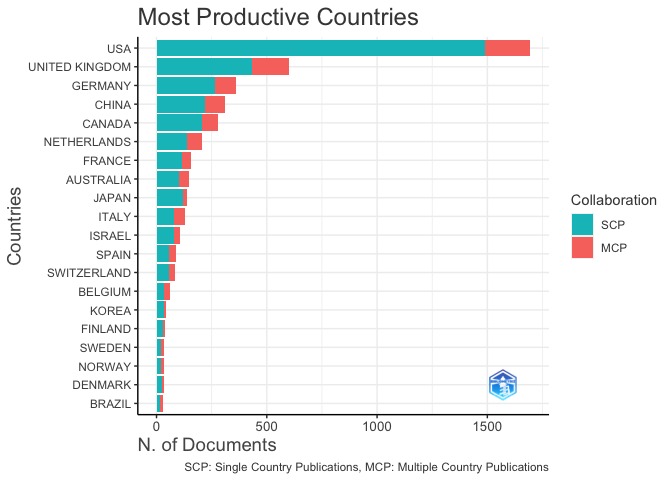 Most Productive Countries
Countries
USA
UNITED KINGDOM
GERMANY
CHINA
CANADA
NETHERLANDS
FRANCE
AUSTRALIA
JAPAN
ITALY
ISRAEL
SPAIN
SWITZERLAND
BELGIUM
KOREA
FINLAND
SWEDEN
NORWAY
DENMARK
BRAZIL
0 500 1000 1500
N. of Documents
SCP: Single Country Publications, MCP: Multiple Country Publications
Collaboration
SCP
MCP